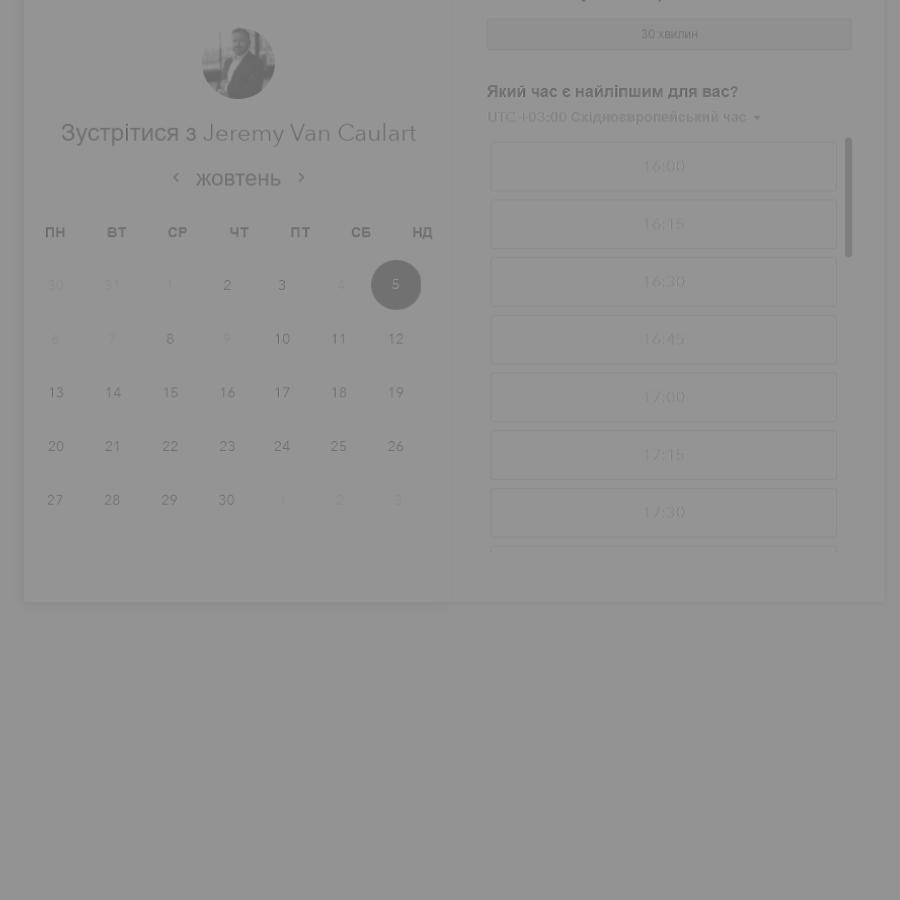 Зустрітися з Jeremy Van Caulart
жовтень
ПН ВТ СР ЧТ ПТ СБ НД
30 31 1 2 3 4 5
6 7 8 9 10 11 12
13 14 15 16 17 18 19
20 21 22 23 24 25 26
27 28 29 30 1 2 3
30 хвилин
Який час є найліпшим для вас?
UTC +03:00 Східноєвропейський час
16:00
16:15
16:30
16:45
17:00
17:15
17:30